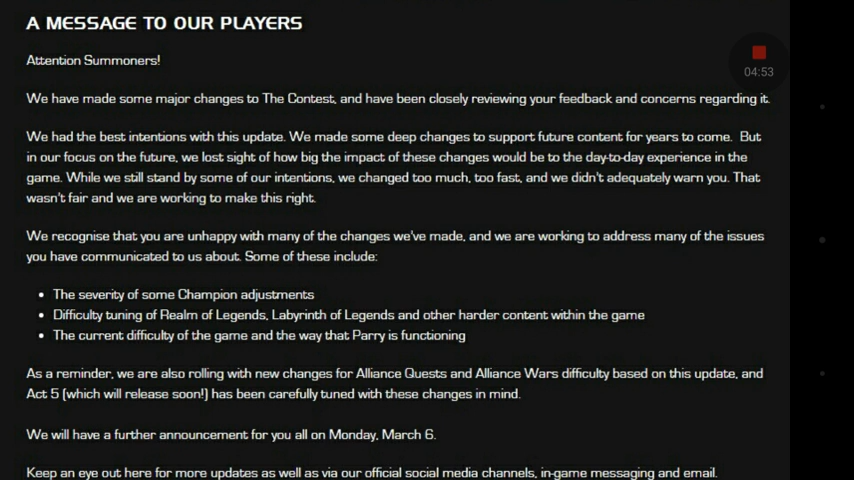 A MESSAGE TO OUR PLAYERS
Attention Summoners!
04:53
We have made some major changes to The Contest, and have been closely reviewing your feedback and concerns regarding it.
We had the best intentions with this update. We made some deep changes to support future content for years to come. But
in our focus on the future, we lost sight of how big the impact of these changes would be to the day-to-day experience in the
game. While we still stand by some of our intentions, we changed too much, too fast, and we didn't adequately warn you. That
wasn't fair and we are working to make this right.
We recognise that you are unhappy with many of the changes we've made, and we are working to address many of the issues
you have communicated to us about. Some of these include:
• The severity of some Champion adjustments
• Difficulty tuning of Realm of Legends, Labyrinth of Legends and other harder content within the game
• The current difficulty of the game and the way that Parry is functioning
As a reminder, we are also rolling with new changes for Alliance Quests and Alliance Wars difficulty based on this update, and
Act 5 (which will release soon!) has been carefully tuned with these changes in mind.
We will have a further announcement for you all on Monday, March 6.
Keep an eye out here for more updates as well as via our official social media channels, in-game messaging and email.